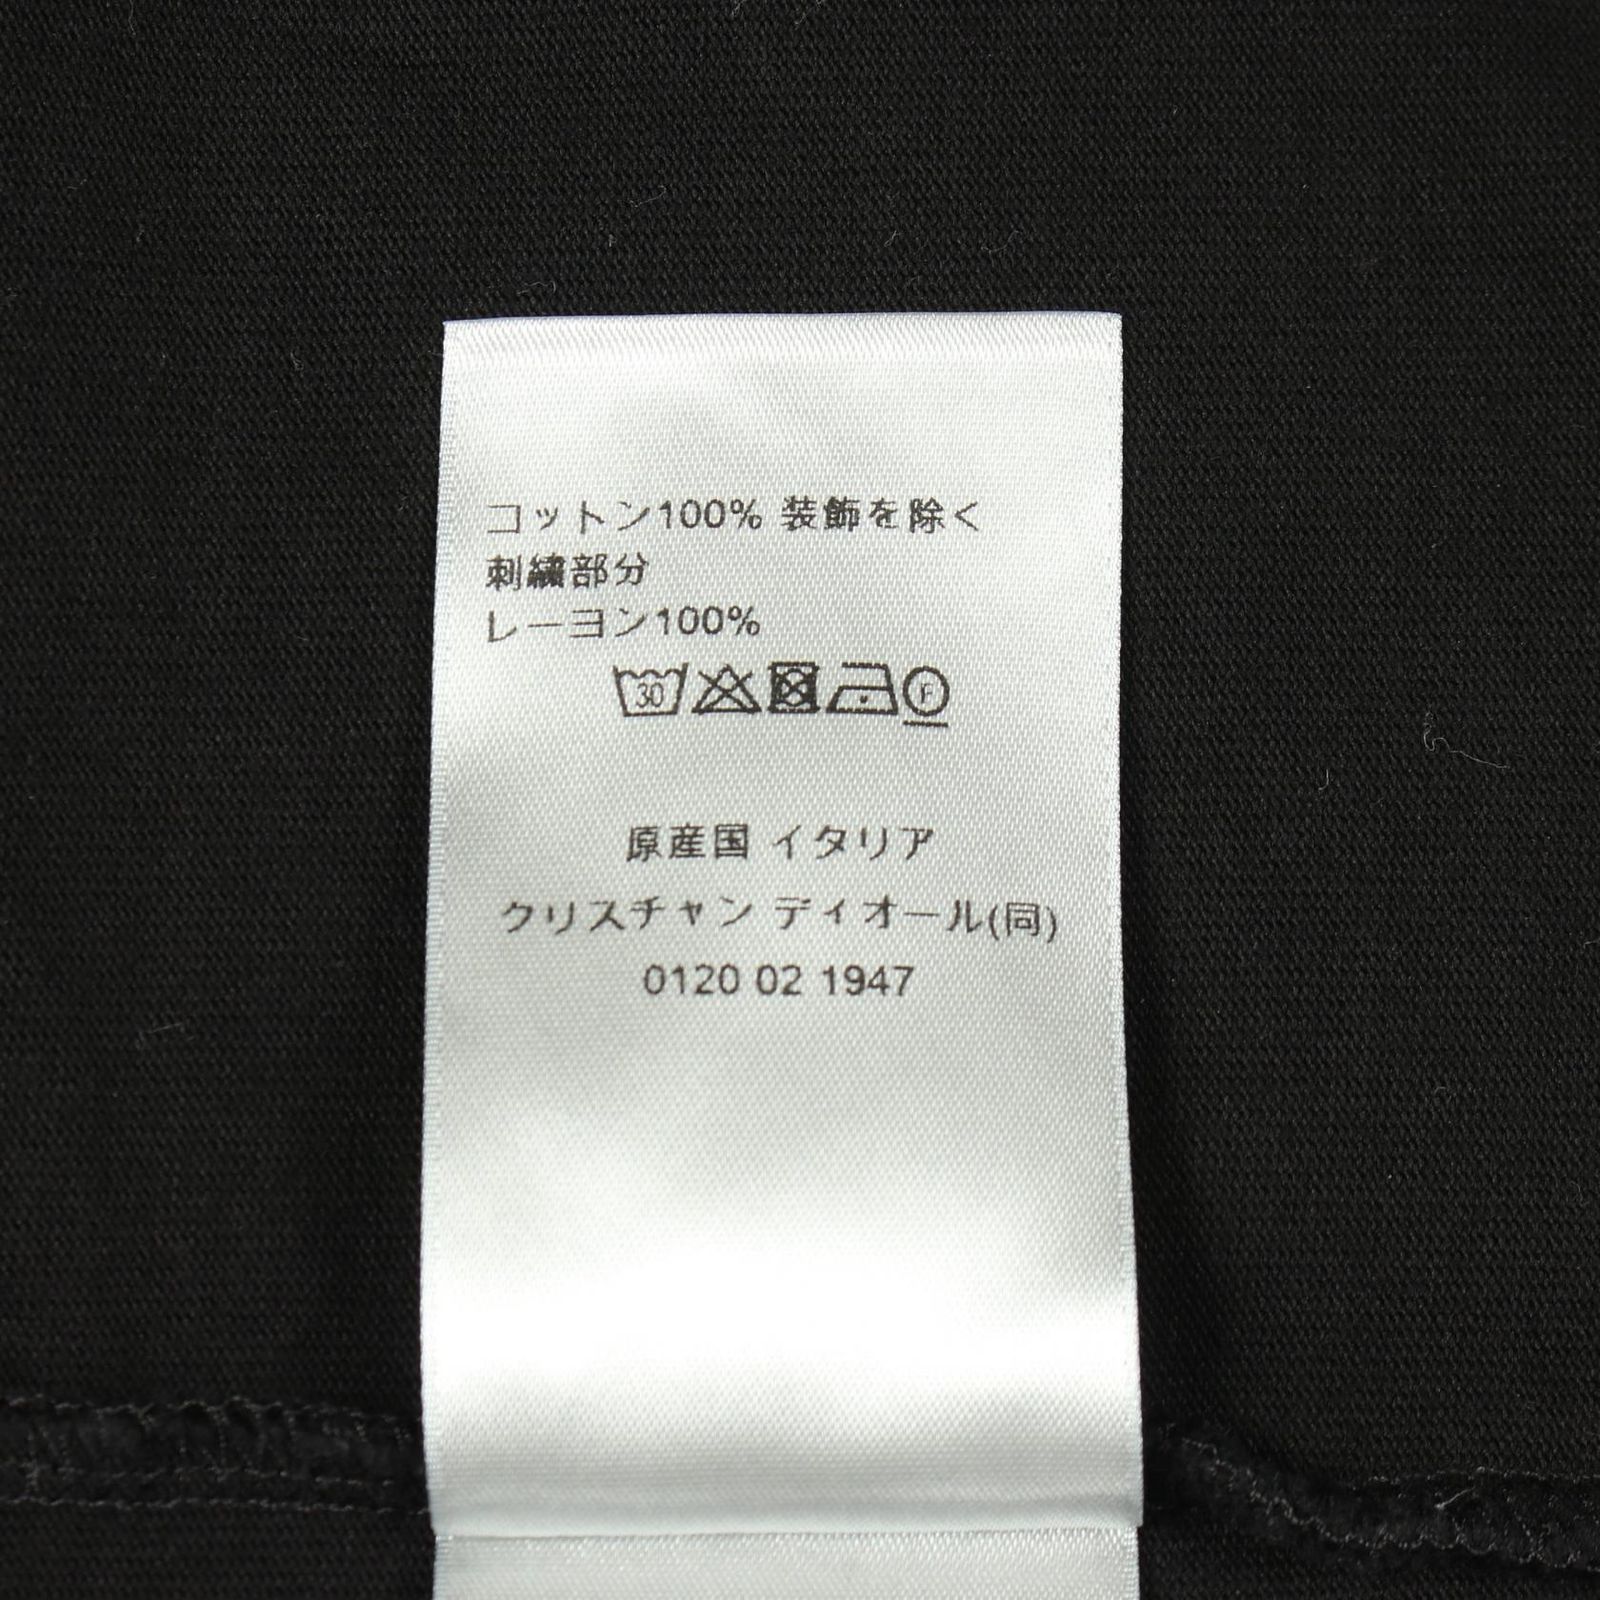 コットン100% 装飾を除く
刺繍部分
レーヨン100%
30 F
原産国 イタリア
クリスチャン ディオール(同)
0120 02 1947